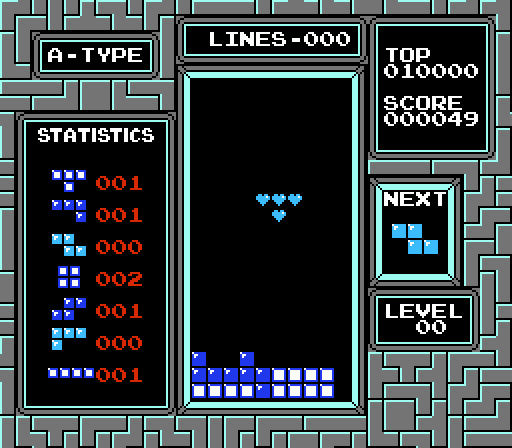 A-TYPE
LINES-000
TOP
010000
SCORE
000049
STATISTICS
001
001
000
002
001
000
001
NEXT
LEVEL
00